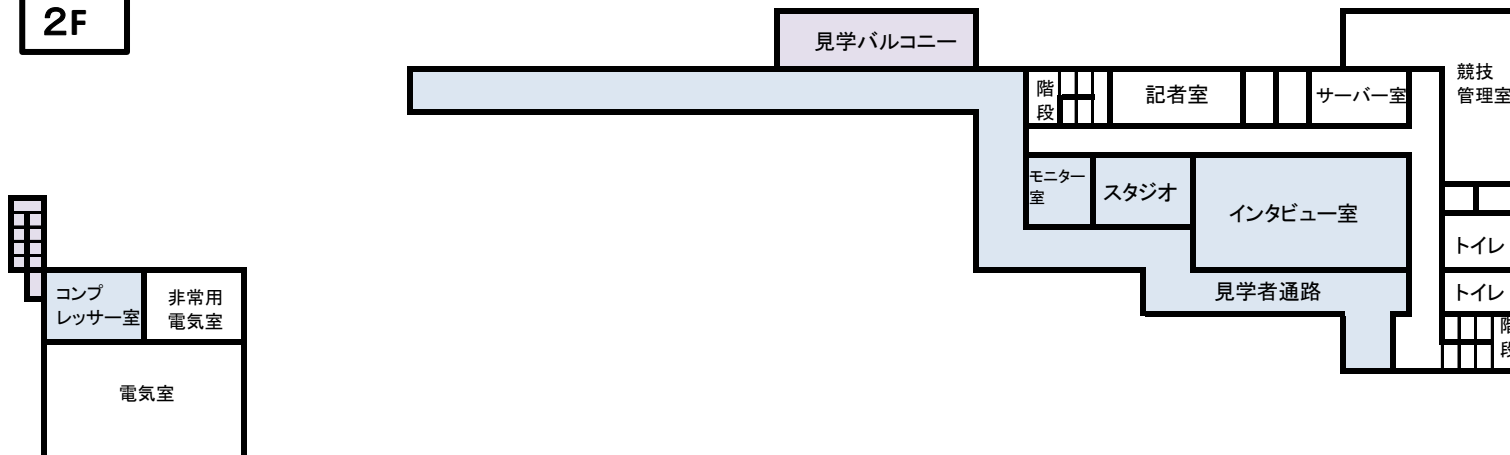 2F
見学バルコニー
階
段
記者室
サーバー室
競技
管理室
モニター
室
スタジオ
インタビュー室
トイレ
コンプ
レッサー室
非常用
電気室
見学者通路
トイレ
階
段
電気室